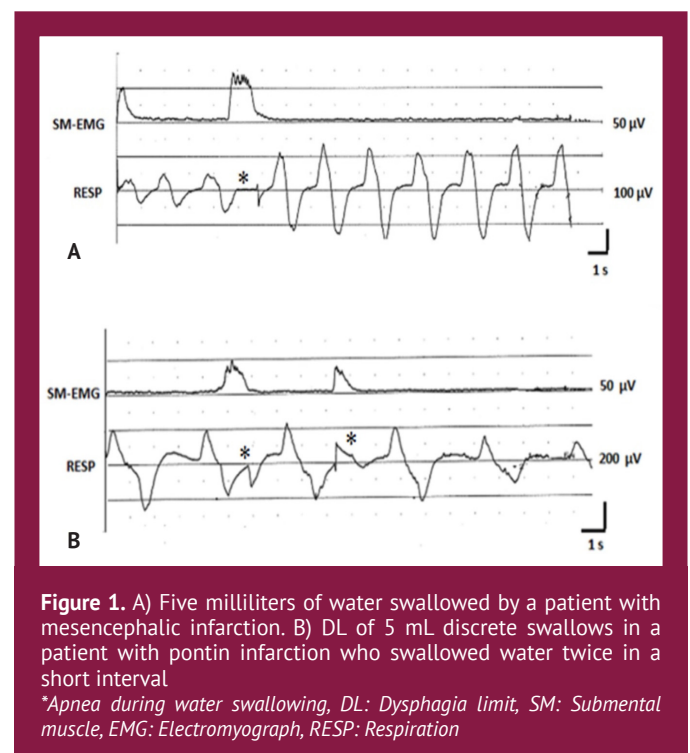 SM-EMG
50 µV
RESP
*
100 µV
A
1 s
SM-EMG
50 µV
* *
RESP
200 µV
B
1 s
Figure 1. A) Five milliliters of water swallowed by a patient with
mesencephalic infarction. B) DL of 5 mL discrete swallows in a
patient with pontin infarction who swallowed water twice in a
short interval
*Apnea during water swallowing, DL: Dysphagia limit, SM: Submental
muscle, EMG: Electromyograph, RESP: Respiration